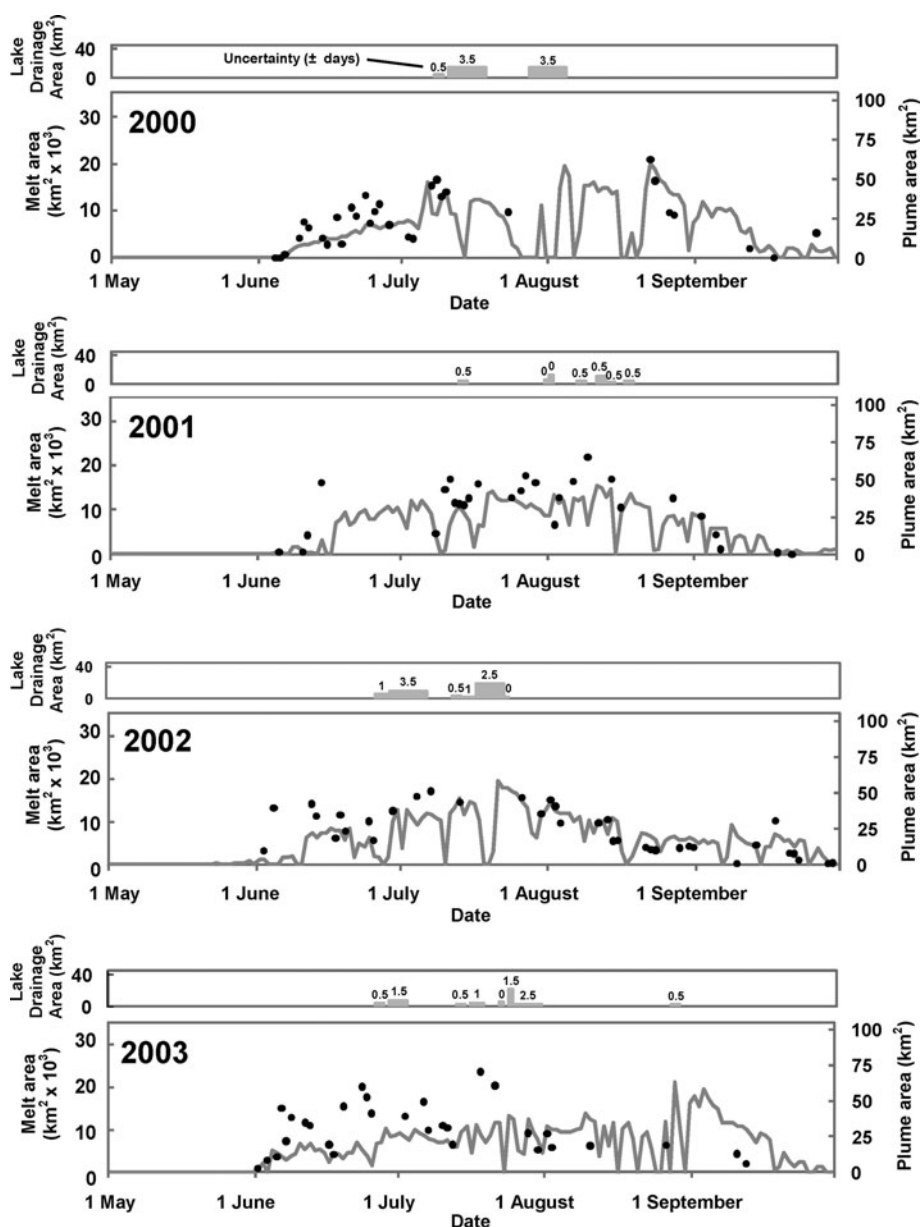 Lake Drainage Area (km²)
40
0
Uncertainty (± days)
0.5 3.5 3.5
2000
Melt area (km² x 10³)
30
20
10
0
Plume area (km²)
100
75
50
25
0
1 May 1 June 1 July 1 August 1 September
Date
Lake Drainage Area (km²)
40
0
0.5 0 0 0.5 0.5 0.5 0.5
2001
Melt area (km² x 10³)
30
20
10
0
Plume area (km²)
100
75
50
25
0
1 May 1 June 1 July 1 August 1 September
Date
Lake Drainage Area (km²)
40
0
1 3.5 0.5 1 2.5 0
2002
Melt area (km² x 10³)
30
20
10
0
Plume area (km²)
100
75
50
25
0
1 May 1 June 1 July 1 August 1 September
Date
Lake Drainage Area (km²)
40
0
0.5 1.5 0.5 1 0 1.5 2.5 0.5
2003
Melt area (km² x 10³)
30
20
10
0
Plume area (km²)
100
75
50
25
0
1 May 1 June 1 July 1 August 1 September
Date